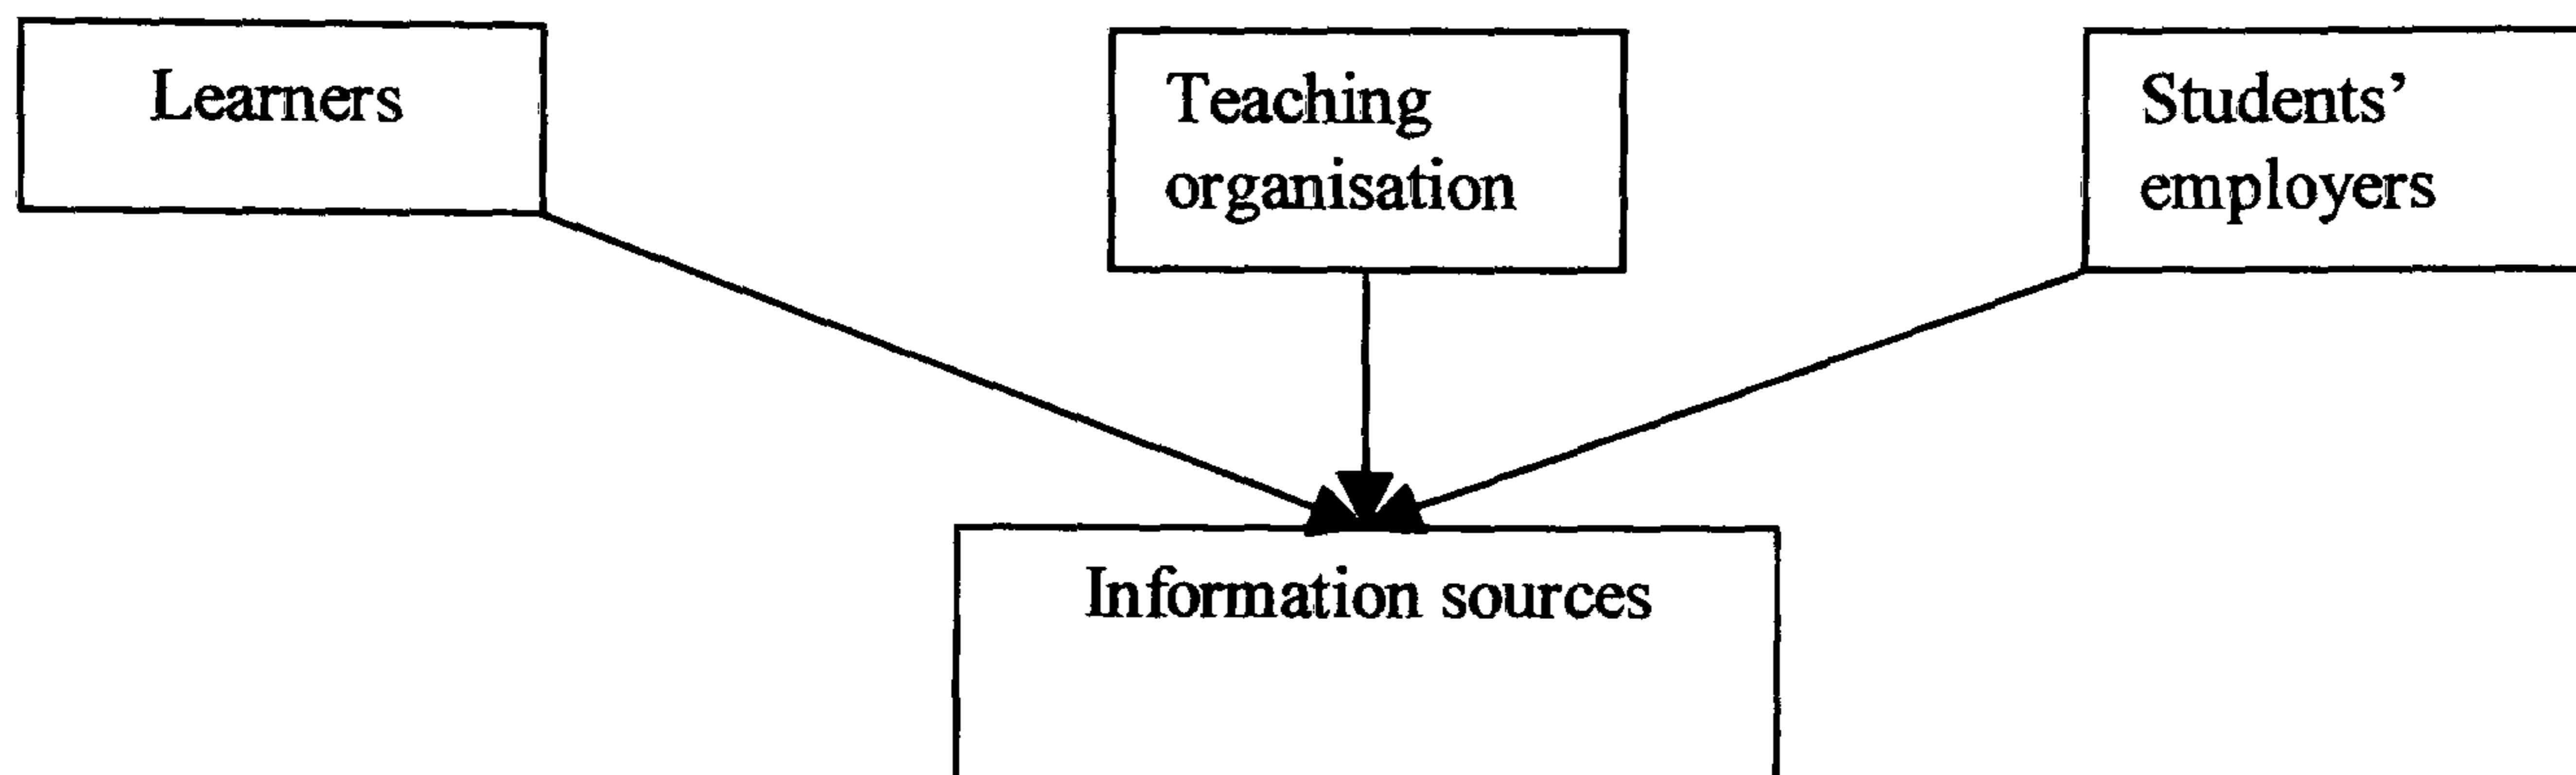 Learners
Teaching
organisation
Students’
employers
Information sources